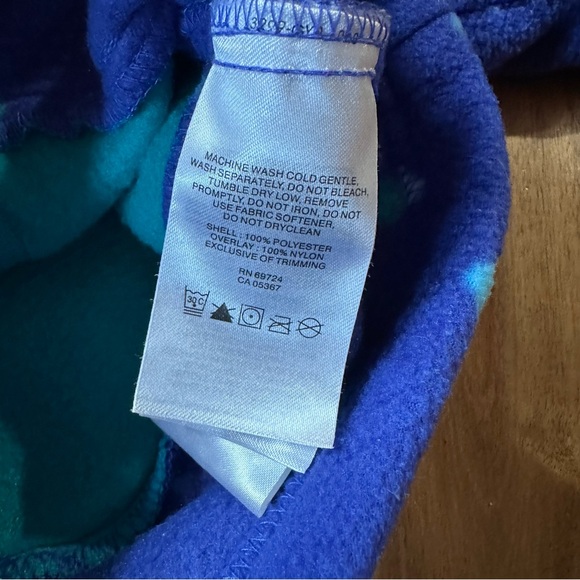 MACHINE WASH COLD GENTLE,
WASH SEPARATELY, DO NOT BLEACH,
TUMBLE DRY LOW, REMOVE
PROMPTLY, DO NOT IRON, DO NOT
USE FABRIC SOFTENER,
DO NOT DRYCLEAN
SHELL : 100% POLYESTER
OVERLAY : 100% NYLON
EXCLUSIVE OF TRIMMING
RN 69724
CA 05367
30 C